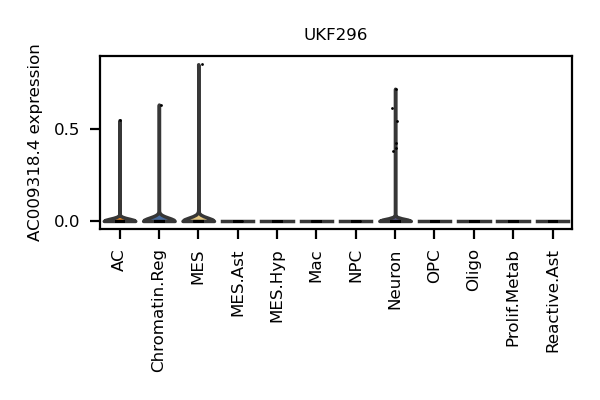 UKF296
AC009318.4 expression
0.5
0.0
AC
Chromatin.Reg
MES
MES.Ast
MES.Hyp
Mac
NPC
Neuron
OPC
Oligo
Prolif.Metab
Reactive.Ast